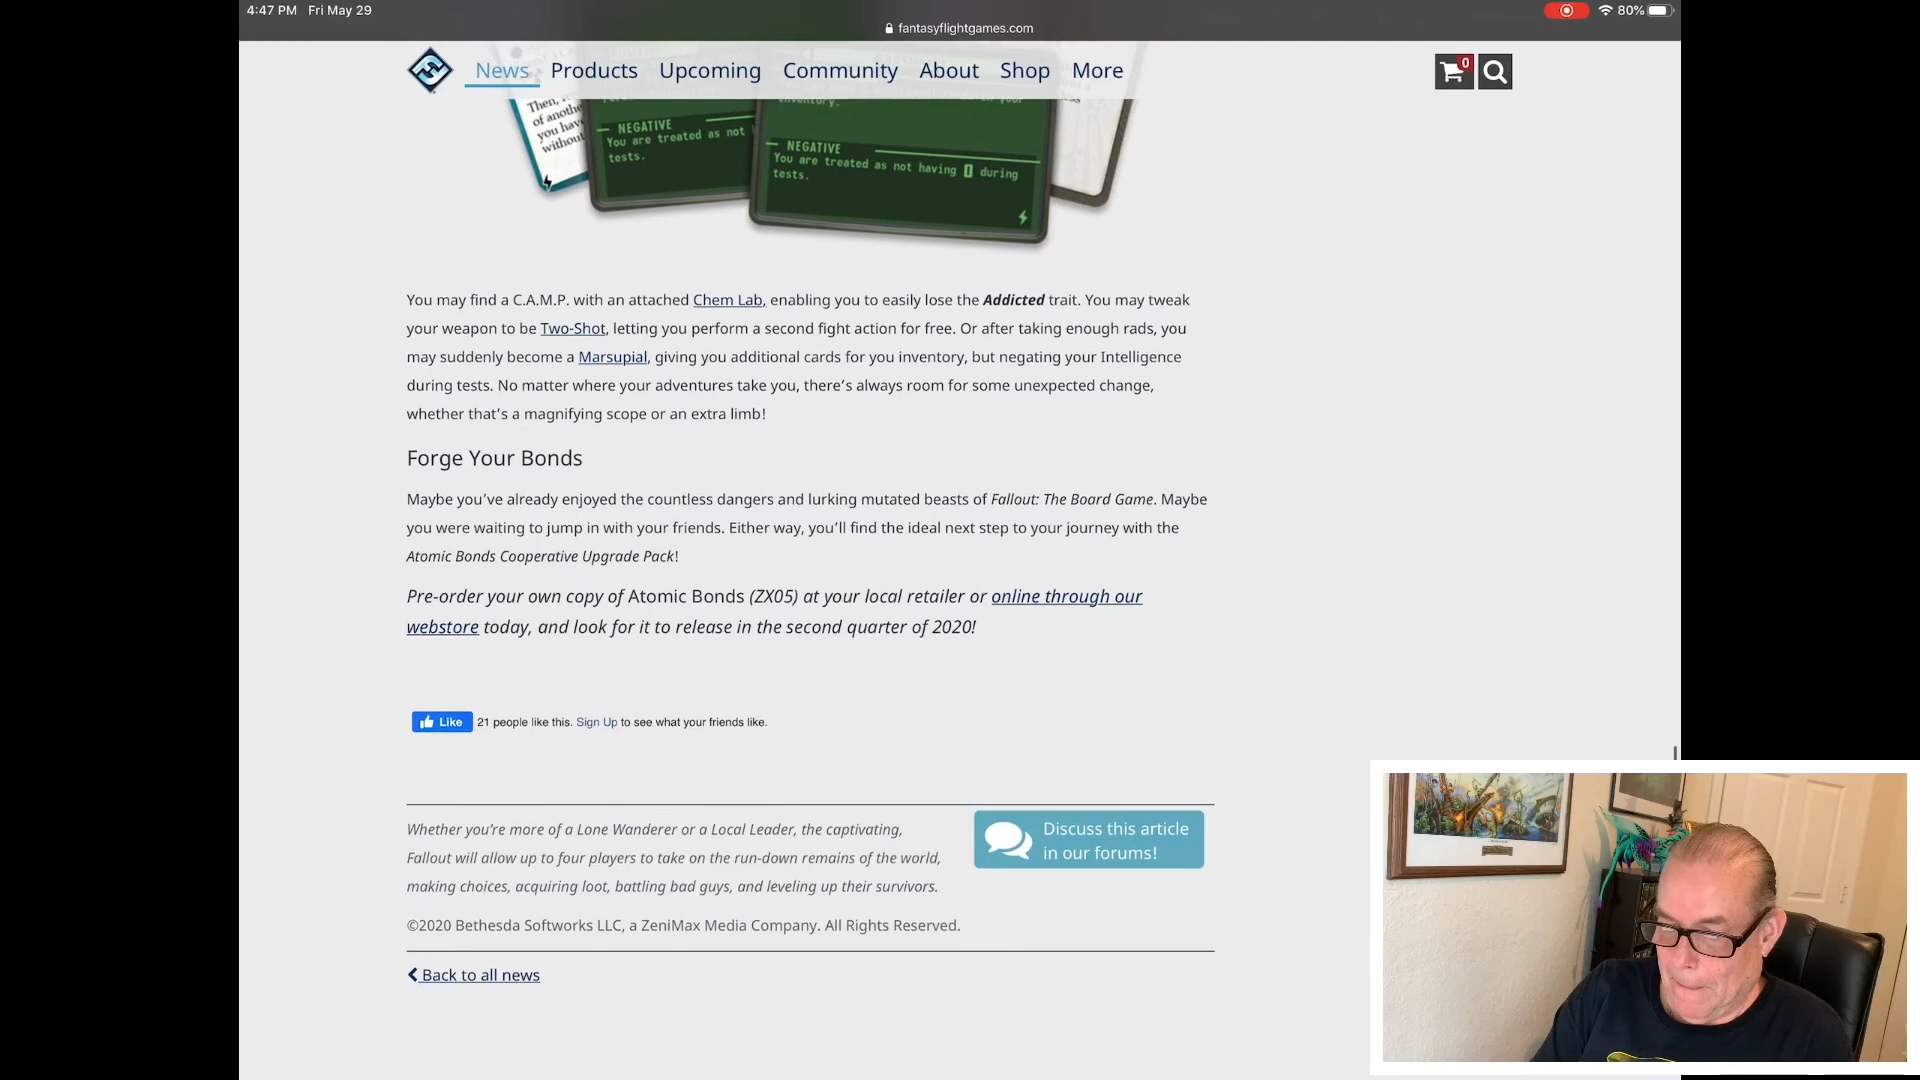 4:47 PM Fri May 29
80%
fantasyflightgames.com
News Products Upcoming Community About Shop More
0
Then,
of anoth
you have
without
NEGATIVE
You are treated as not
tests.
inventory.
NEGATIVE
You are treated as not having I during
tests.
You may find a C.A.M.P. with an attached Chem Lab, enabling you to easily lose the Addicted trait. You may tweak
your weapon to be Two-Shot, letting you perform a second fight action for free. Or after taking enough rads, you
may suddenly become a Marsupial, giving you additional cards for you inventory, but negating your Intelligence
during tests. No matter where your adventures take you, there’s always room for some unexpected change,
whether that’s a magnifying scope or an extra limb!
Forge Your Bonds
Maybe you’ve already enjoyed the countless dangers and lurking mutated beasts of Fallout: The Board Game. Maybe
you were waiting to jump in with your friends. Either way, you’ll find the ideal next step to your journey with the
Atomic Bonds Cooperative Upgrade Pack!
Pre-order your own copy of Atomic Bonds (ZX05) at your local retailer or online through our
webstore today, and look for it to release in the second quarter of 2020!
Like 21 people like this. Sign Up to see what your friends like.
Whether you’re more of a Lone Wanderer or a Local Leader, the captivating,
Fallout will allow up to four players to take on the run-down remains of the world,
making choices, acquiring loot, battling bad guys, and leveling up their survivors.
Discuss this article
in our forums!
©2020 Bethesda Softworks LLC, a ZeniMax Media Company. All Rights Reserved.
Back to all news